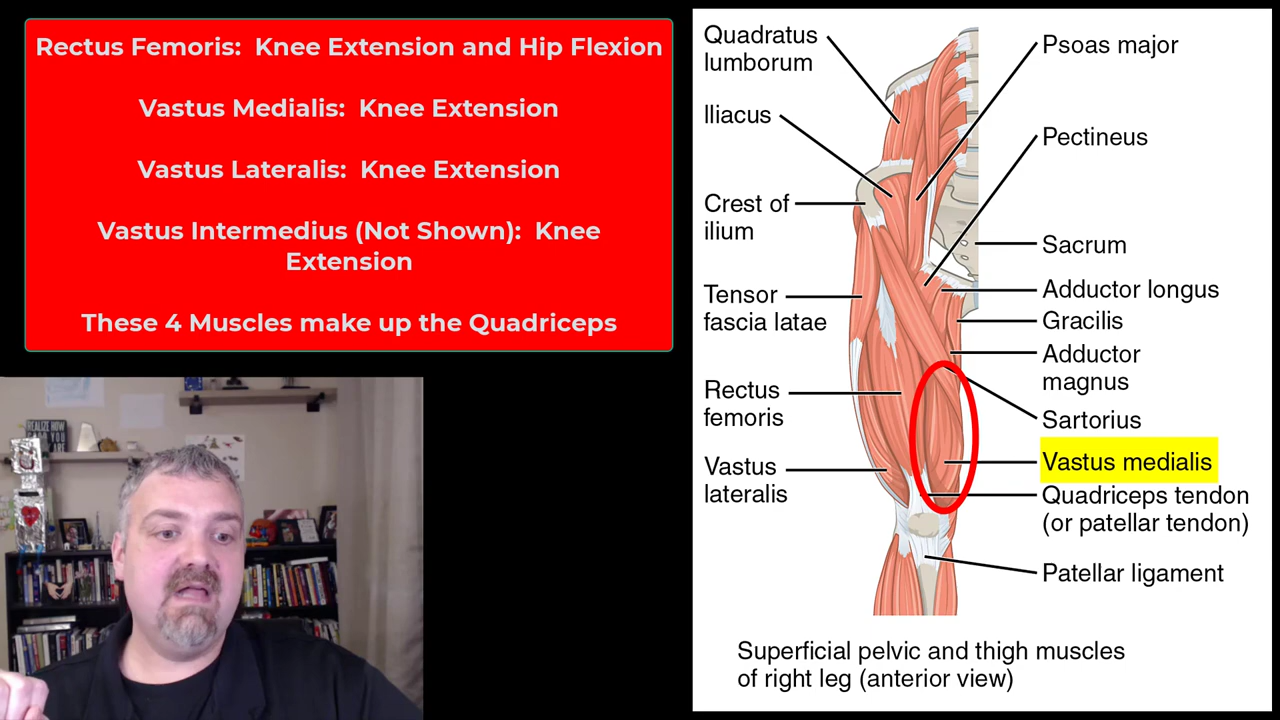 Rectus Femoris:  Knee Extension and Hip Flexion
Vastus Medialis:  Knee Extension
Vastus Lateralis:  Knee Extension
Vastus Intermedius (Not Shown):  Knee
Extension
These 4 Muscles make up the Quadriceps
REALIZE HOW
Quadratus
lumborum
Iliacus
Crest of
ilium
Tensor
fascia latae
Rectus
femoris
Vastus
lateralis
Psoas major
Pectineus
Sacrum
Adductor longus
Gracilis
Adductor
magnus
Sartorius
Vastus medialis
Quadriceps tendon
(or patellar tendon)
Patellar ligament
Superficial pelvic and thigh muscles
of right leg (anterior view)